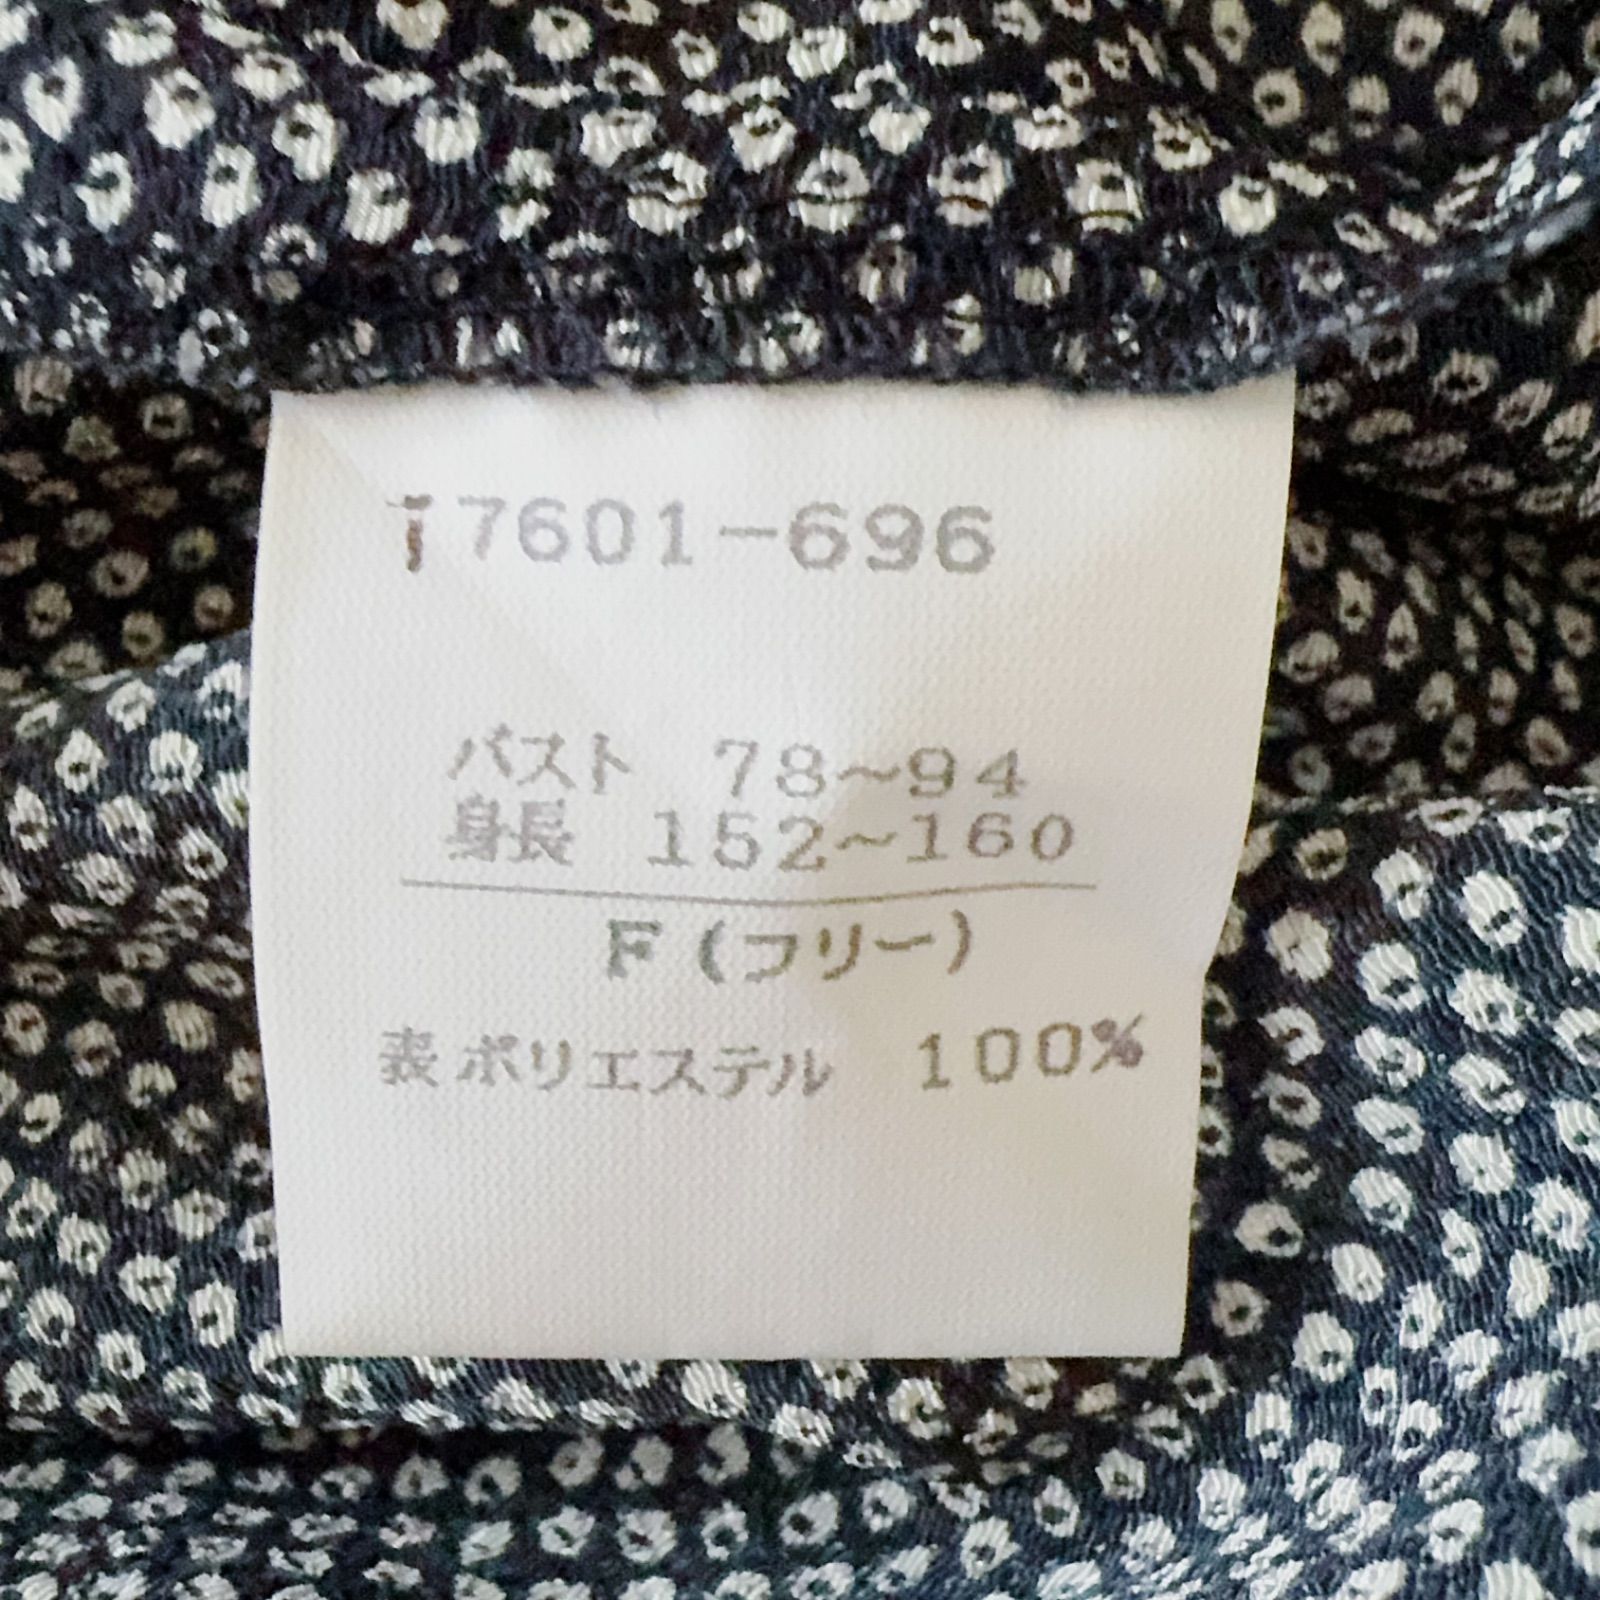 T7601-696
バスト 78~94
身長 152~160
F(フリー)
表ポリエステル 100%